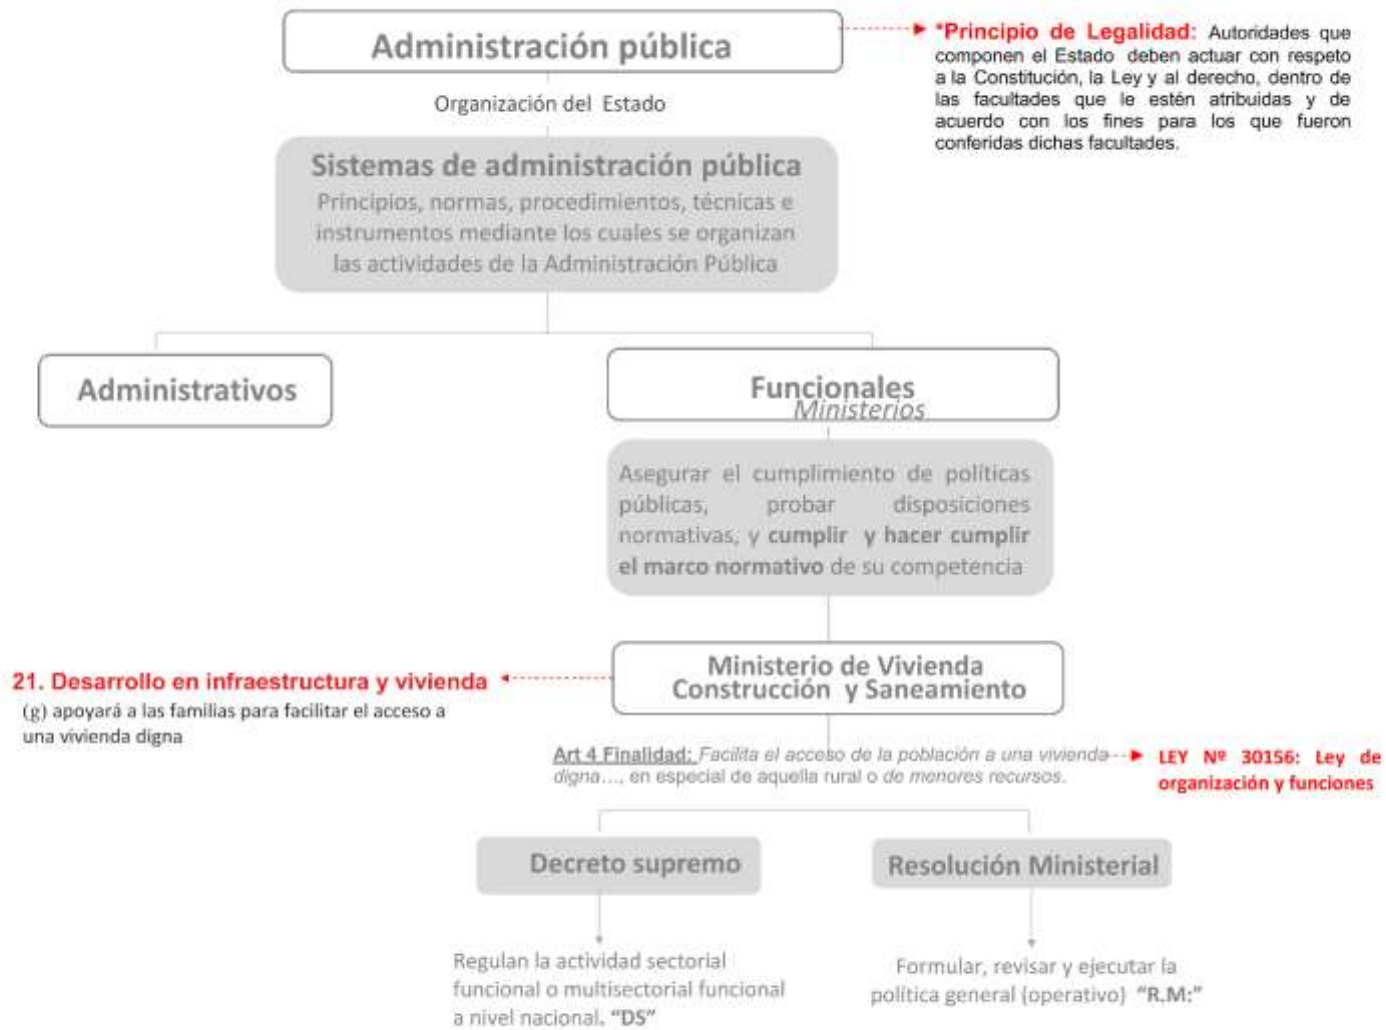 Administración pública
*Principio de Legalidad: Autoridades que
componen el Estado deben actuar con respeto
a la Constitución, la Ley y al derecho, dentro de
las facultades que le estén atribuidas y de
acuerdo con los fines para los que fueron
conferidas dichas facultades.
Organización del Estado
Sistemas de administración pública
Principios, normas, procedimientos, técnicas e
instrumentos mediante los cuales se organizan
las actividades de la Administración Pública
Administrativos
Funcionales
Ministerios
Asegurar el cumplimiento de políticas
públicas, probar disposiciones
normativas, y cumplir y hacer cumplir
el marco normativo de su competencia
Ministerio de Vivienda
Construcción y Saneamiento
21. Desarrollo en infraestructura y vivienda
(g) apoyará a las familias para facilitar el acceso a
una vivienda digna
Art 4 Finalidad: Facilita el acceso de la población a una vivienda
digna..., en especial de aquella rural o de menores recursos.
LEY Nº 30156: Ley de
organización y funciones
Decreto supremo
Resolución Ministerial
Regulan la actividad sectorial
funcional o multisectorial funcional
a nivel nacional. "DS"
Formular, revisar y ejecutar la
política general (operativo) "R.M:"